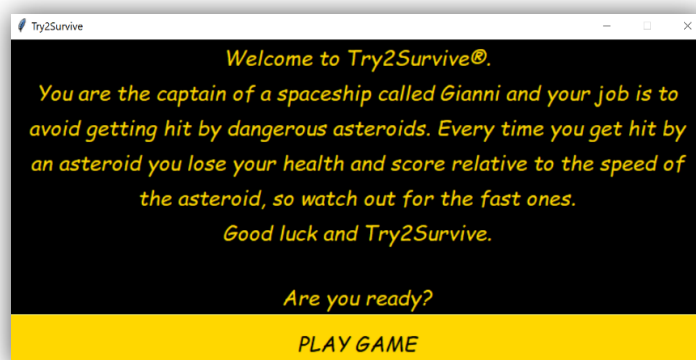 Try2Survive
Welcome to Try2Survive®.
You are the captain of a spaceship called Gianni and your job is to
avoid getting hit by dangerous asteroids. Every time you get hit by
an asteroid you lose your health and score relative to the speed of
the asteroid, so watch out for the fast ones.
Good luck and Try2Survive.
Are you ready?
PLAY GAME